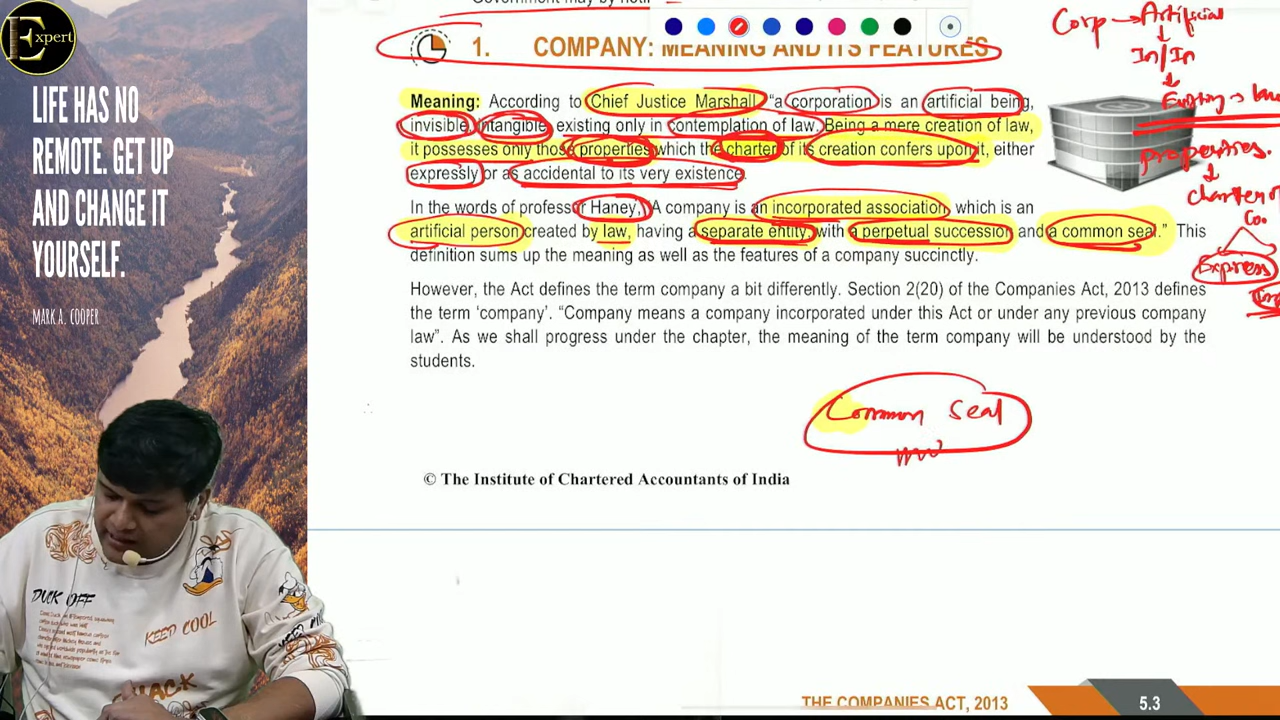 Expert
LIFE HAS NO
REMOTE. GET UP
AND CHANGE IT
YOURSELF.
MARK A. COOPER
1. COMPANY: MEANING AND ITS FEATURES
Meaning: According to Chief Justice Marshall "a corporation is an artificial being,
invisible, intangible, existing only in contemplation of law. Being a mere creation of law,
it possesses only those properties which the charter of its creation confers upon it, either
expressly or as accidental to its very existence.
In the words of professor Haney, "A company is an incorporated association, which is an
artificial person created by law, having a separate entity, with a perpetual succession and a common seal." This
definition sums up the meaning as well as the features of a company succinctly.
However, the Act defines the term company a bit differently. Section 2(20) of the Companies Act, 2013 defines
the term 'company'. "Company means a company incorporated under this Act or under any previous company
law". As we shall progress under the chapter, the meaning of the term company will be understood by the
students.
Common Seal
© The Institute of Chartered Accountants of India
THE COMPANIES ACT, 2013 5.3
Corp → Artificial
In/In
Existing →
properties.
charter of
Co.
Express
DUCK OFF
KEEP COOL